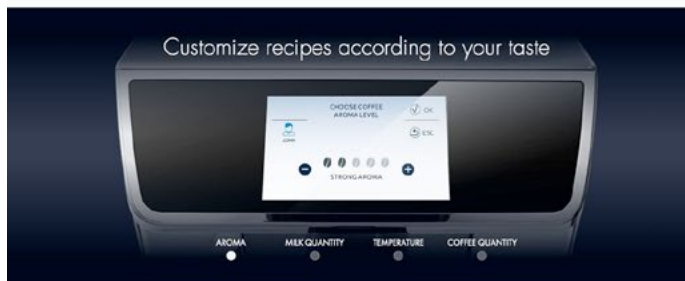 Customize recipes according to your taste
CHOOSE COFFEE
AROMA LEVEL
OK
ESC
JOHN
STRONG AROMA
AROMA MILK QUANTITY TEMPERATURE COFFEE QUANTITY